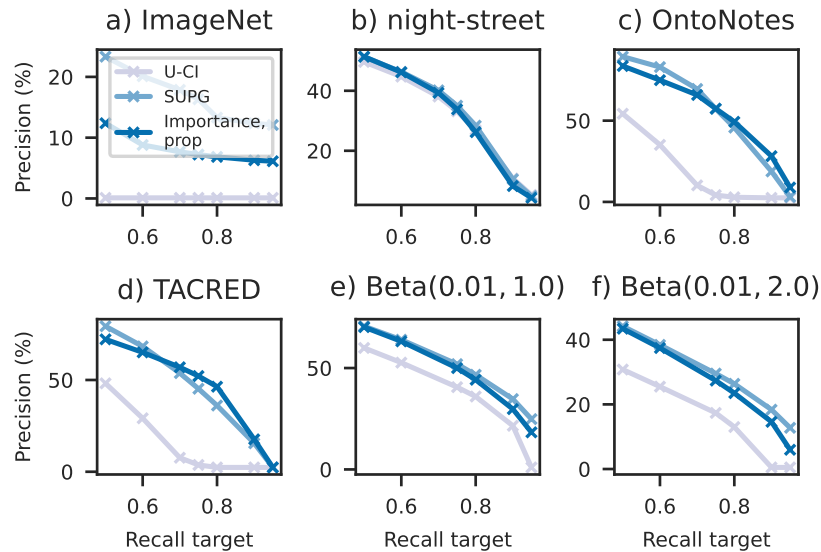 a) ImageNet
b) night-street
c) OntoNotes
Precision (%)
20
10
0
U-CI
SUPG
Importance,
prop
40
20
50
0
0.6 0.8
0.6 0.8
0.6 0.8
d) TACRED
e) Beta(0.01, 1.0)
f) Beta(0.01, 2.0)
Precision (%)
50
0
50
0
40
20
0
0.6 0.8
0.6 0.8
0.6 0.8
Recall target
Recall target
Recall target